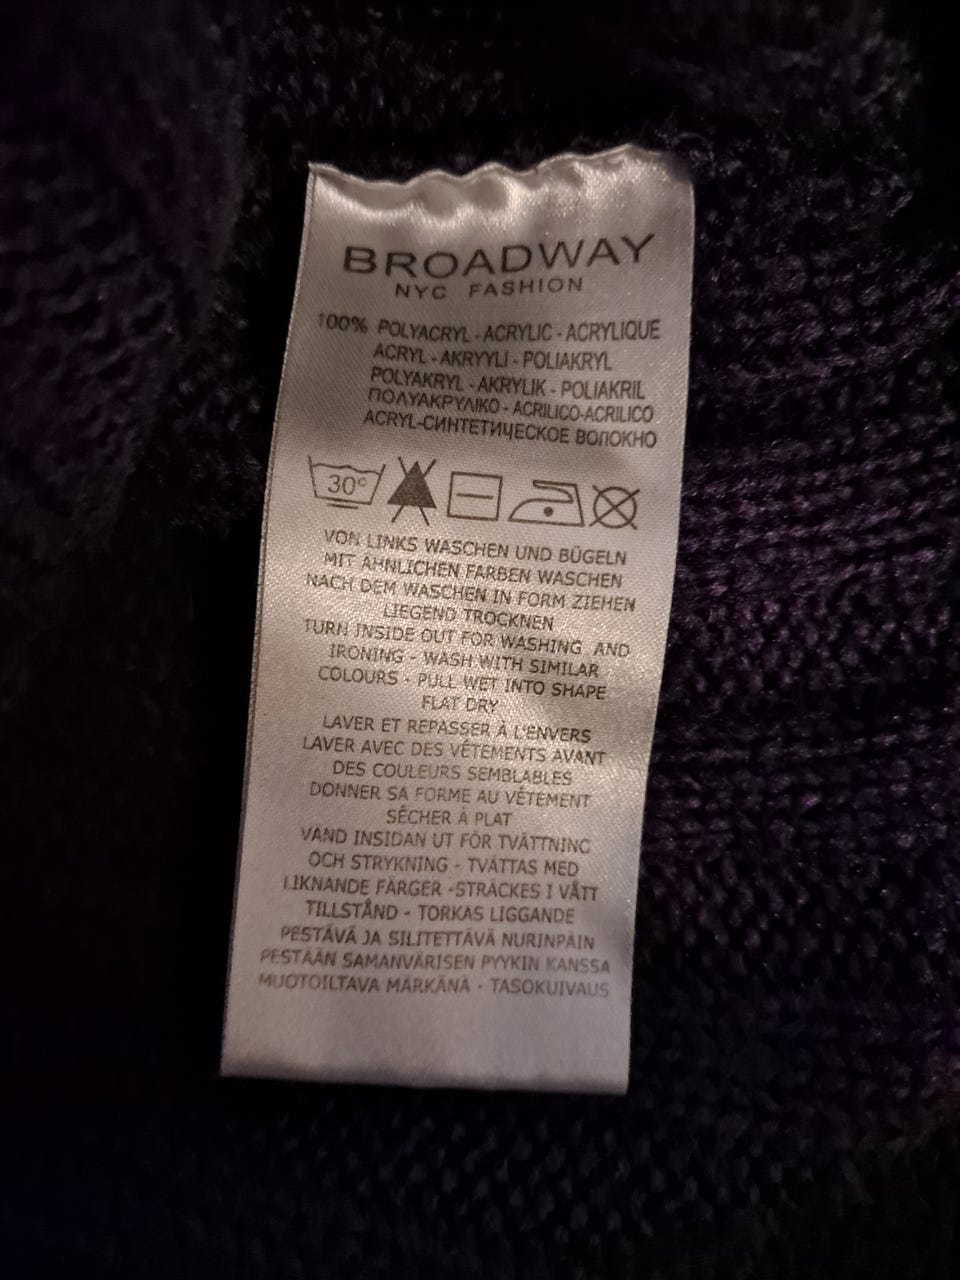 BROADWAY
NYC FASHION
100% POLYACRYL - ACRYLIC - ACRYLIQUE
ACRYL - AKRYYLI - POLIAKRYL
POLYAKRYL - AKRYLIK - POLIAKRIL
ΠΟΛΥΑΚΡΥΛΙΚΟ - ACRILICO-ACRILICO
ACRYL-СИНТЕТИЧЕСКОЕ ВОЛОКНО
30°
VON LINKS WASCHEN UND BÜGELN
MIT ÄHNLICHEN FARBEN WASCHEN
NACH DEM WASCHEN IN FORM ZIEHEN
LIEGEND TROCKNEN
TURN INSIDE OUT FOR WASHING AND
IRONING - WASH WITH SIMILAR
COLOURS - PULL WET INTO SHAPE
FLAT DRY
LAVER ET REPASSER À L'ENVERS
LAVER AVEC DES VÊTEMENTS AVANT
DES COULEURS SEMBLABLES
DONNER SA FORME AU VÊTEMENT
SÈCHER À PLAT
VÄND INSIDAN UT FÖR TVÄTTNING
OCH STRYKNING - TVÄTTAS MED
LIKNANDE FÄRGER -STRÄCKES I VÅTT
TILLSTÅND - TORKAS LIGGANDE
PESTÄVÄ JA SILITETTÄVÄ NURINPÄIN
PESTÄÄN SAMANVÄRISEN PYYKIN KANSSA
MUOTOILTAVA MÄRKÄNÄ - TASOKUIVAUS